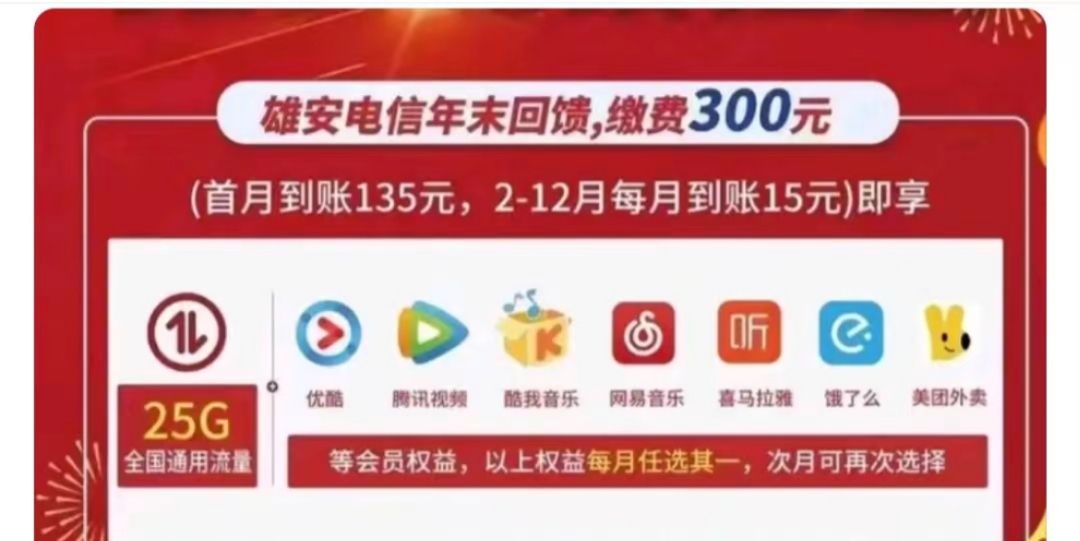 雄安电信年末回馈,缴费300元
(首月到账135元，2-12月每月到账15元)即享
优酷 腾讯视频 酷我音乐 网易音乐 喜马拉雅 饿了么 美团外卖
听
K
25G
全国通用流量
等会员权益，以上权益每月任选其一，次月可再次选择